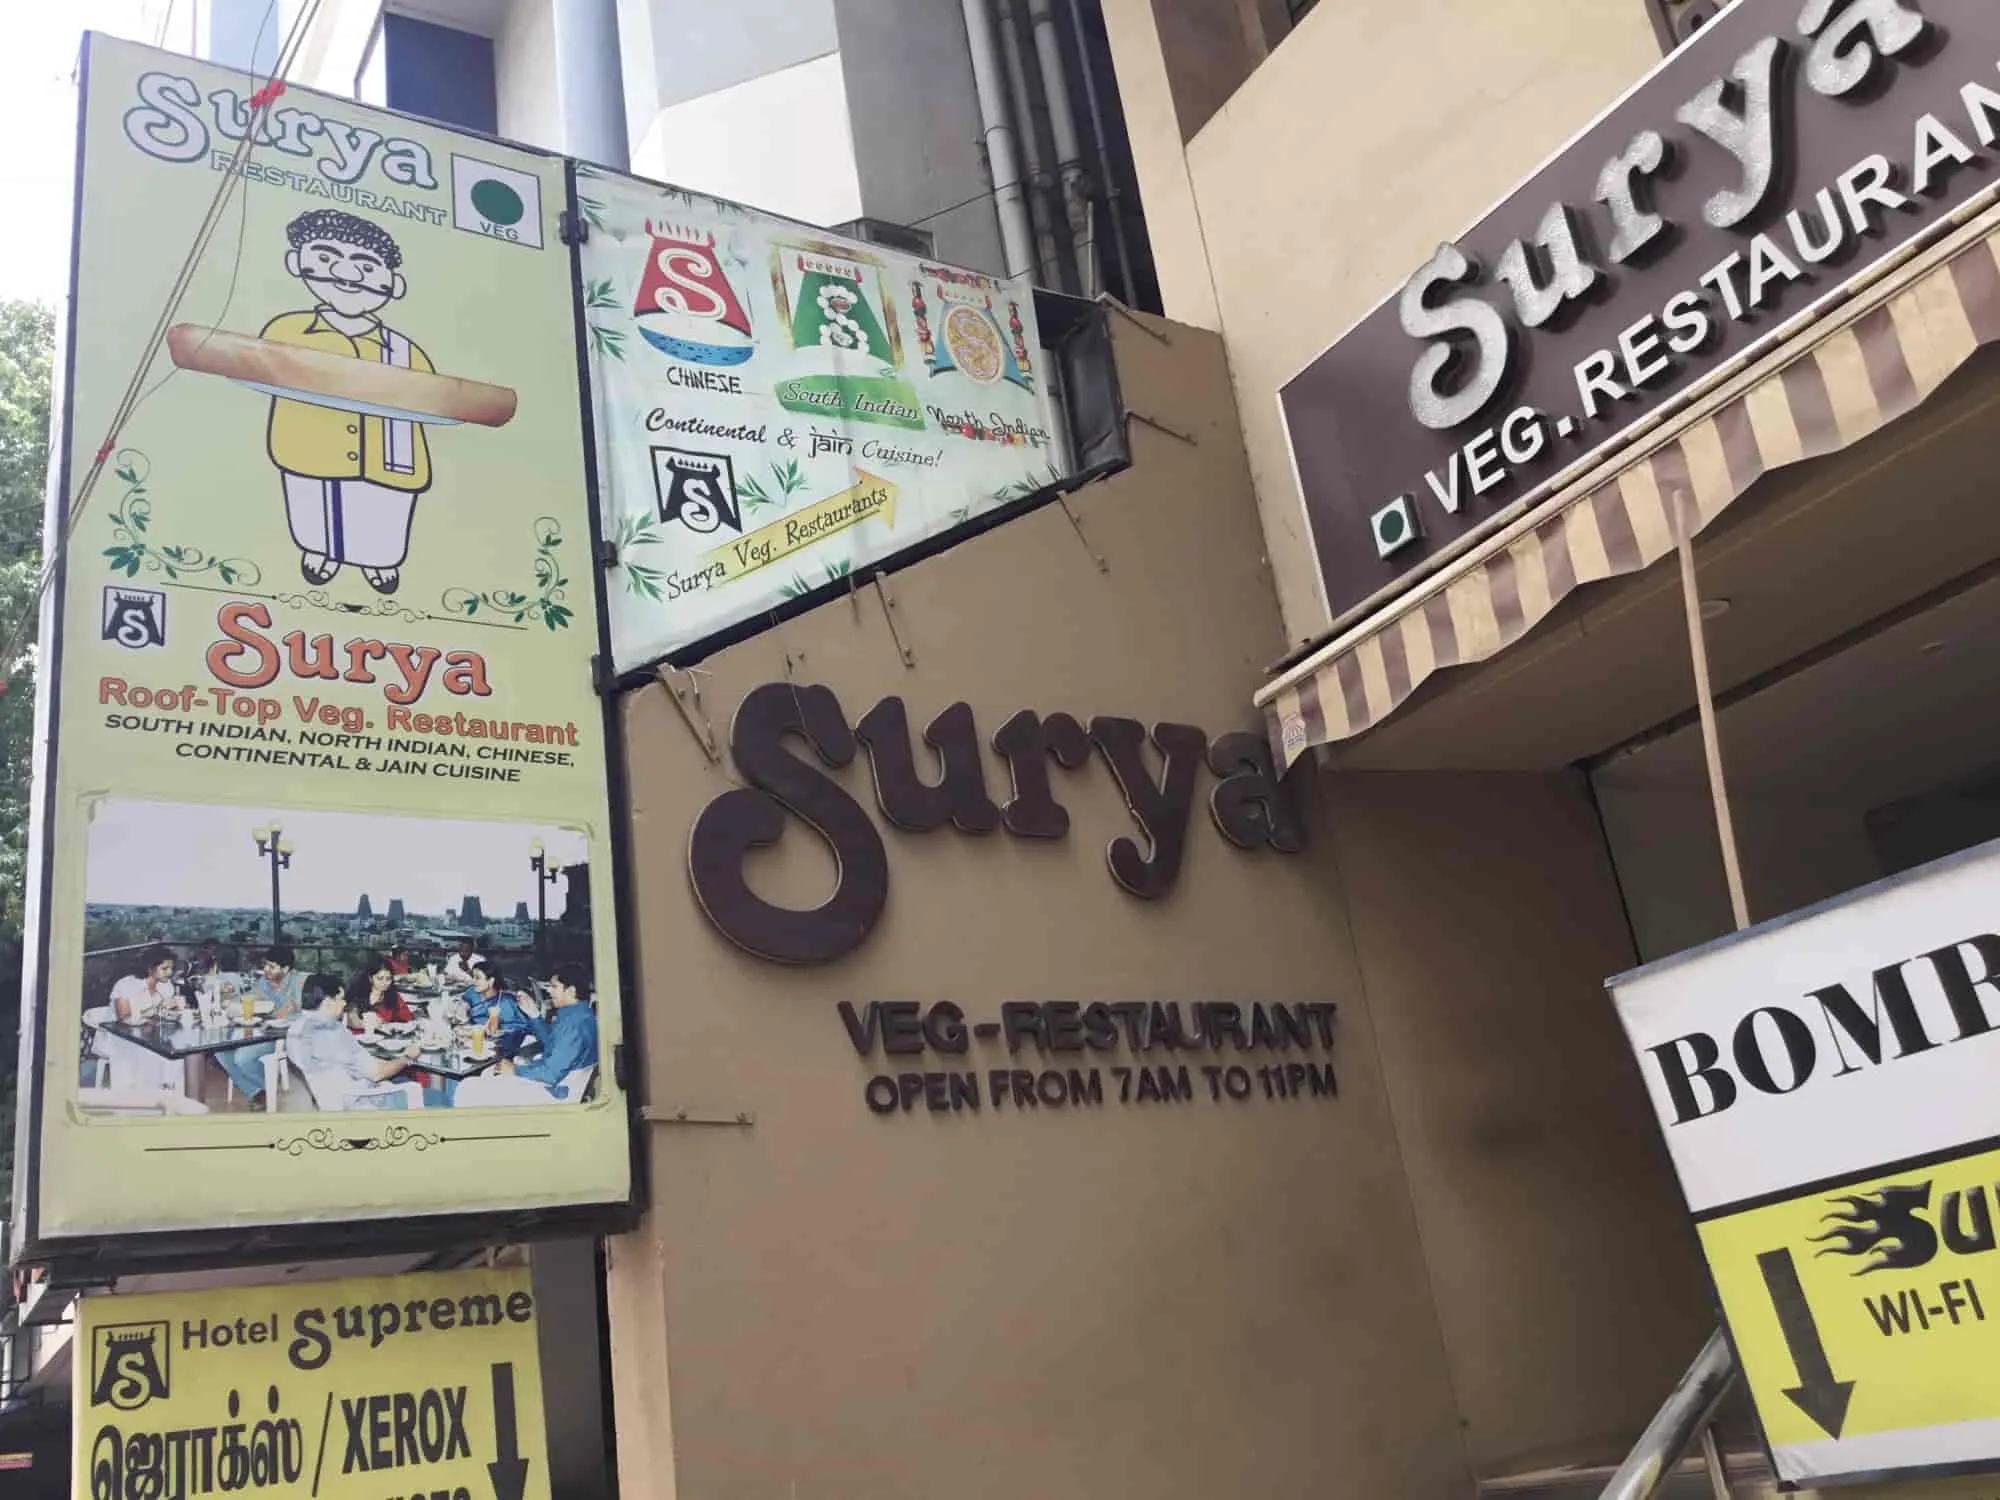 Surya
RESTAURANT
VEG
Surya
Roof-Top Veg. Restaurant
SOUTH INDIAN, NORTH INDIAN, CHINESE,
CONTINENTAL & JAIN CUISINE
S
CHINESE
South Indian
North Indian
Continental & jain Cuisine!
S
Surya Veg. Restaurants
Surya
VEG-RESTAURANT
OPEN FROM 7AM TO 11PM
Surya
VEG. RESTAURAN
S
Hotel Supreme
ஜெராக்ஸ் / XEROX
BOMB
Su
WI-FI